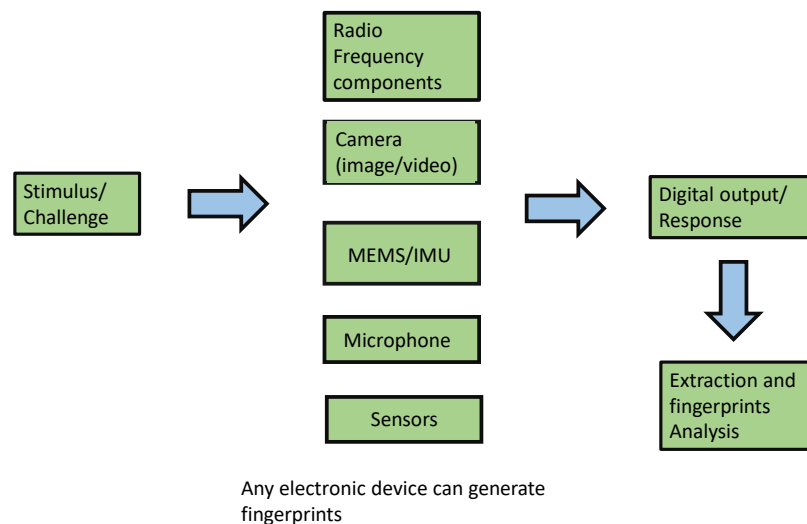 Stimulus/
Challenge
Radio
Frequency
components
Camera
(image/video)
MEMS/IMU
Microphone
Sensors
Any electronic device can generate
fingerprints
Digital output/
Response
Extraction and
fingerprints
Analysis